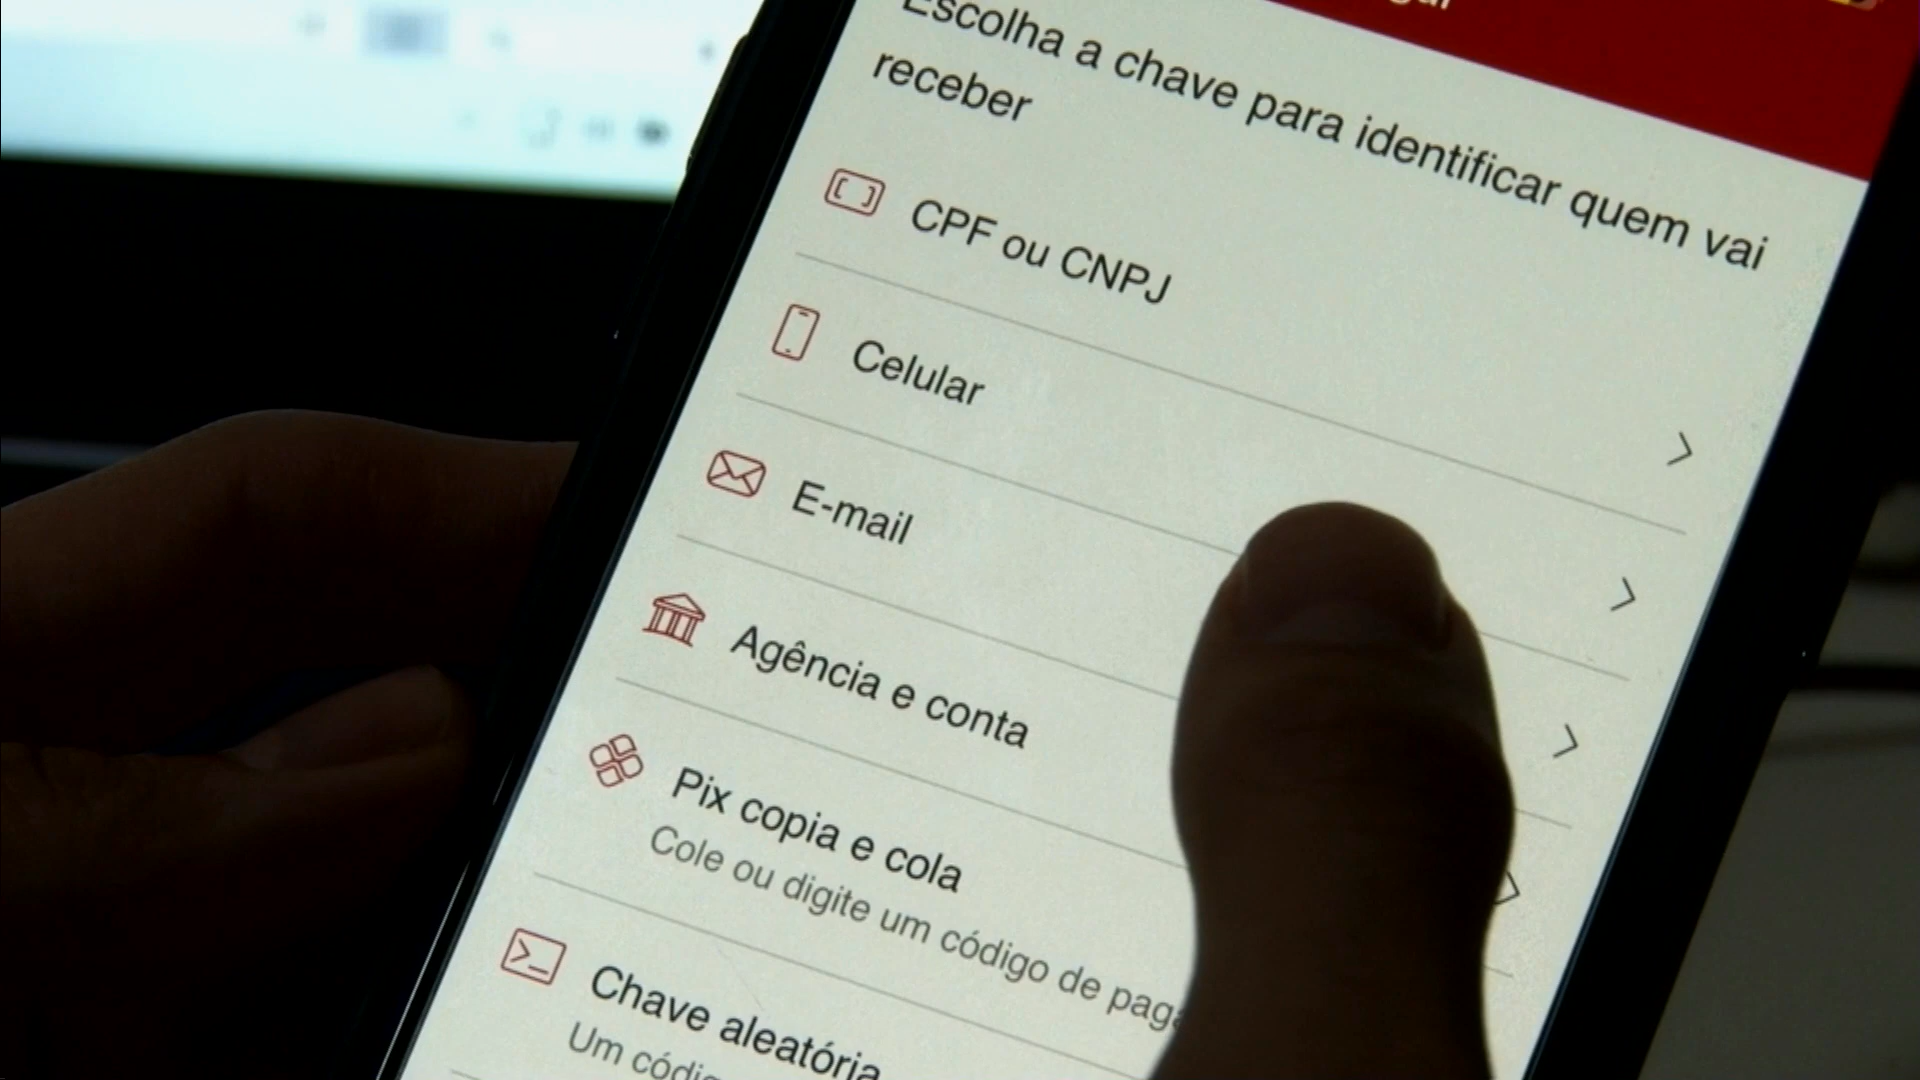 Escolha a chave para identificar quem vai
receber
CPF ou CNPJ
Celular
E-mail
Agência e conta
Pix copia e cola
Cole ou digite um código de
Chave aleatória
Um